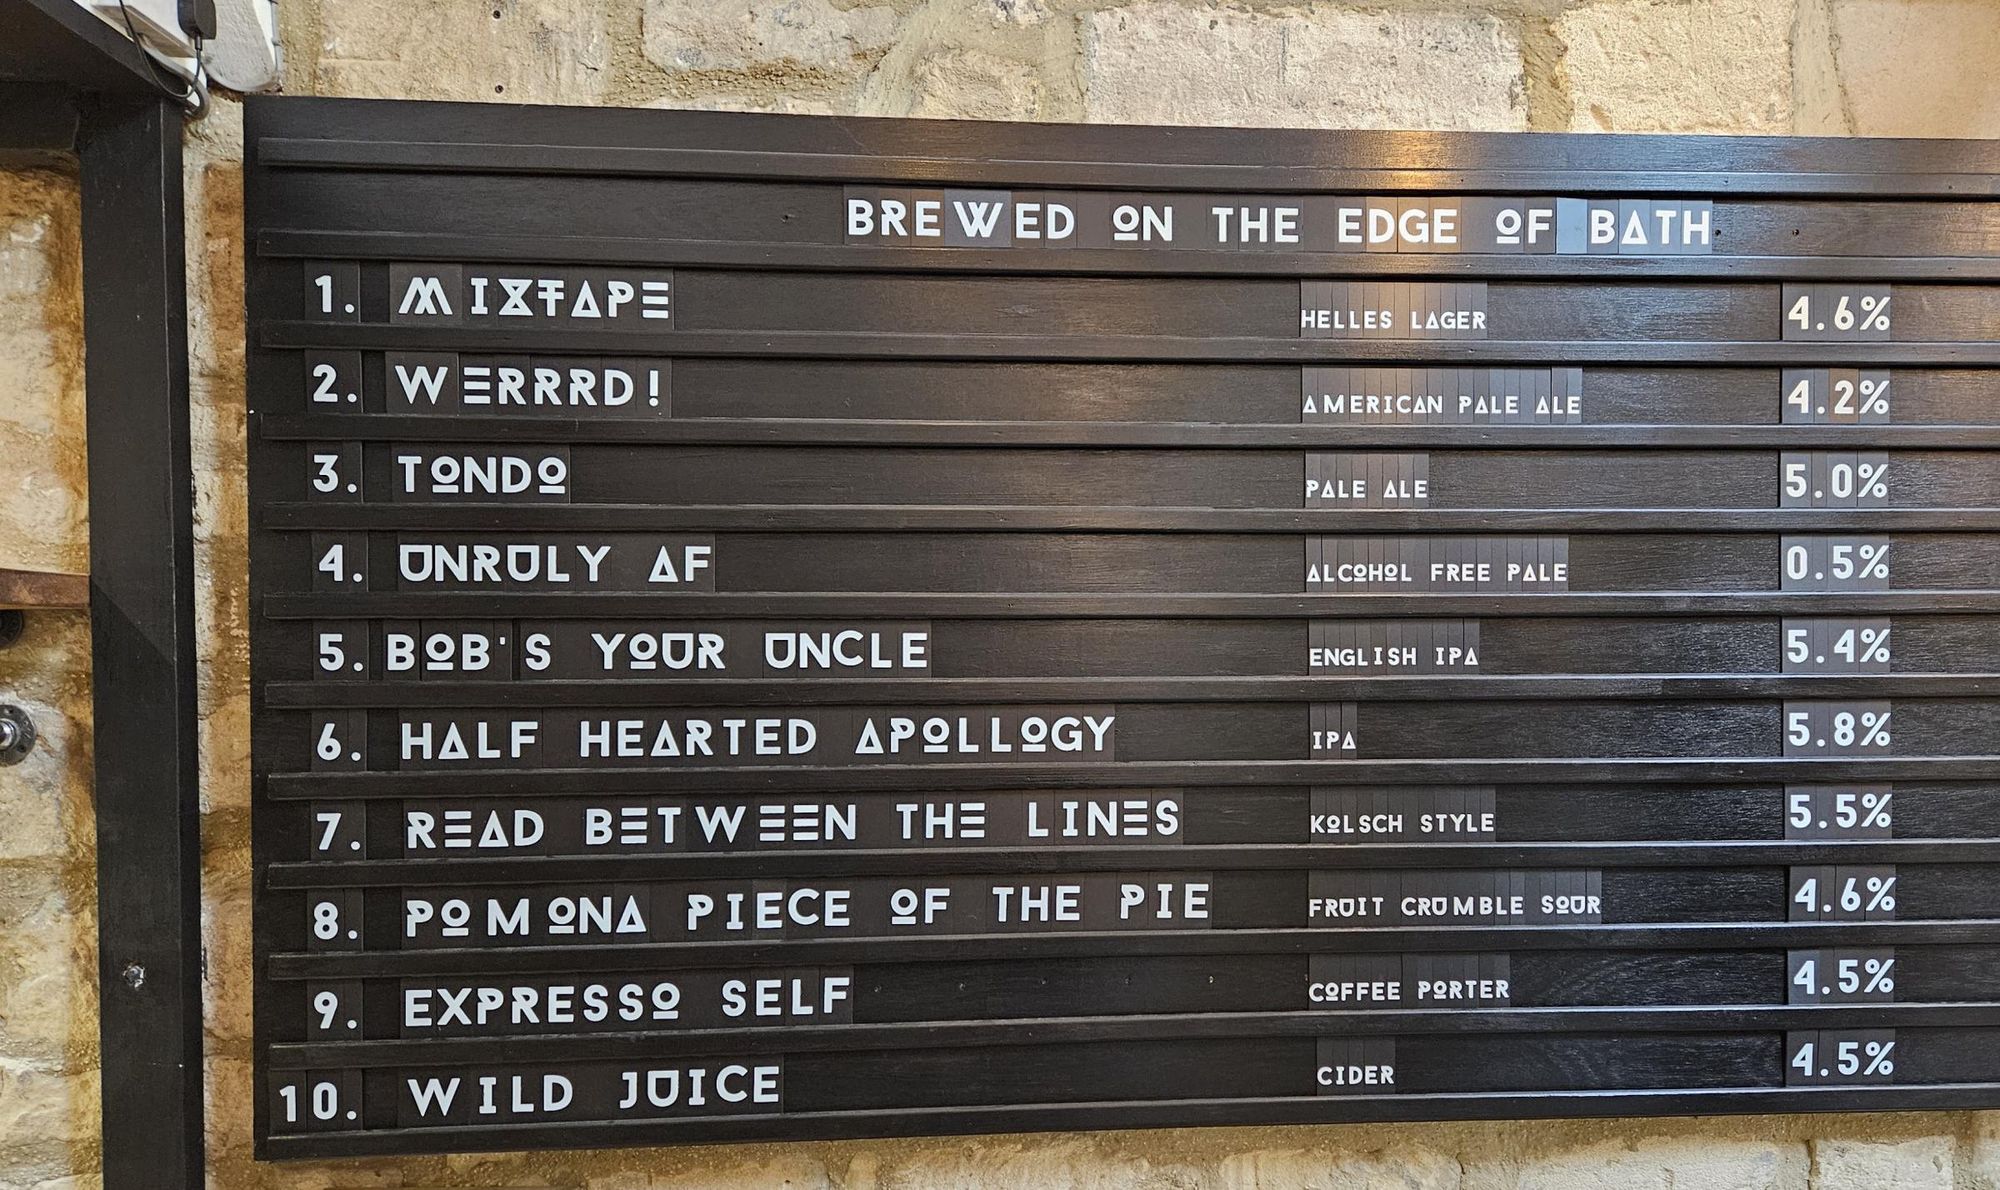 BREWED ON THE EDGE OF BATH
1. MIXTAPE HELLES LAGER 4.6%
2. WERRRD! AMERICAN PALE ALE 4.2%
3. TONDO PALE ALE 5.0%
4. UNRULY AF ALCOHOL FREE PALE 0.5%
5. BOB'S YOUR UNCLE ENGLISH IPA 5.4%
6. HALF HEARTED APOLLOGY IPA 5.8%
7. READ BETWEEN THE LINES KOLSCH STYLE 5.5%
8. POMONA PIECE OF THE PIE FRUIT CRUMBLE SOUR 4.6%
9. EXPRESSO SELF COFFEE PORTER 4.5%
10. WILD JUICE CIDER 4.5%